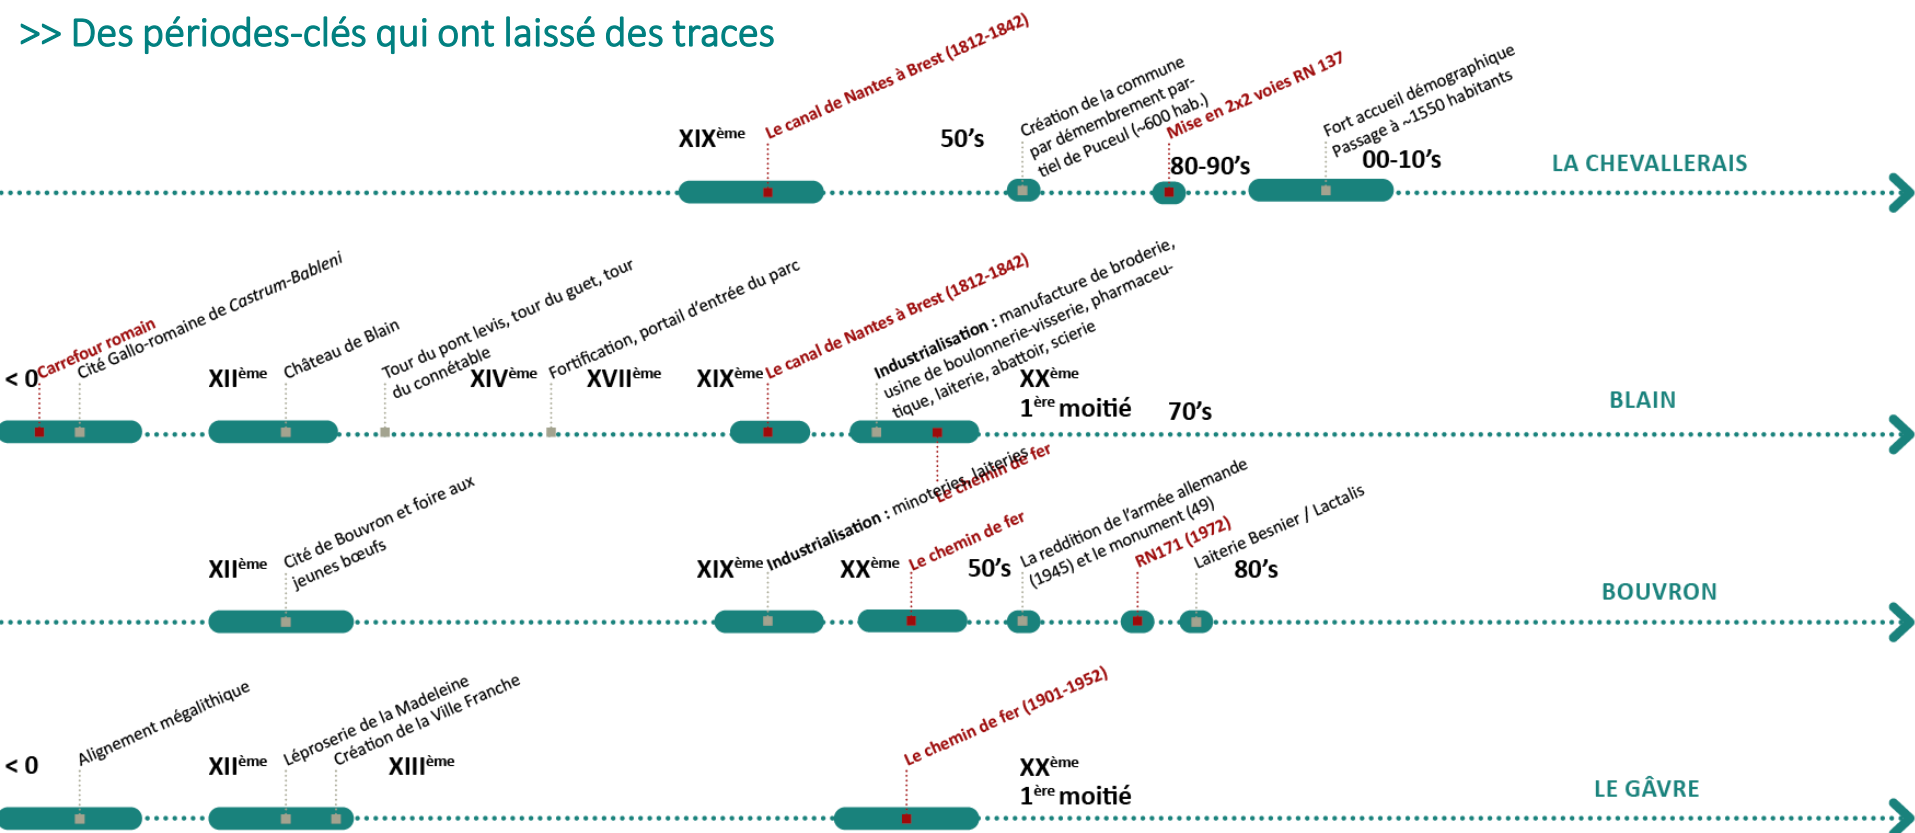 >> Des périodes-clés qui ont laissé des traces
XIXème
Le canal de Nantes à Brest (1812-1842)
50's
Création de la commune
par démembrement par-
tiel de Puceul (~600 hab.)
Mise en 2x2 voies RN 137
80-90's
Fort accueil démographique
Passage à ~1550 habitants
00-10's
LA CHEVALLERAIS
< 0
Carrefour romain
Cité Gallo-romaine de Castrum-Bableni
XIIème
Château de Blain
Tour du pont levis, tour du guet, tour
du connétable
XIVème
Fortification, portail d'entrée du parc
XVIIème
XIXème
Le canal de Nantes à Brest (1812-1842)
Industrialisation : manufacture de broderie,
usine de boulonnerie-visserie, pharmaceu-
tique, laiterie, abattoir, scierie
Le chemin de fer
XXème
1ère moitié
70's
BLAIN
XIIème
Cité de Bouvron et foire aux
jeunes bœufs
XIXème
Industrialisation : minoteries, laiteries
XXème
Le chemin de fer
50's
La reddition de l'armée allemande
(1945) et le monument (49)
RN171 (1972)
Laiterie Besnier / Lactalis
80's
BOUVRON
< 0
Alignement mégalithique
XIIème
Léproserie de la Madeleine
Création de la Ville Franche
XIIIème
Le chemin de fer (1901-1952)
XXème
1ère moitié
LE GÂVRE